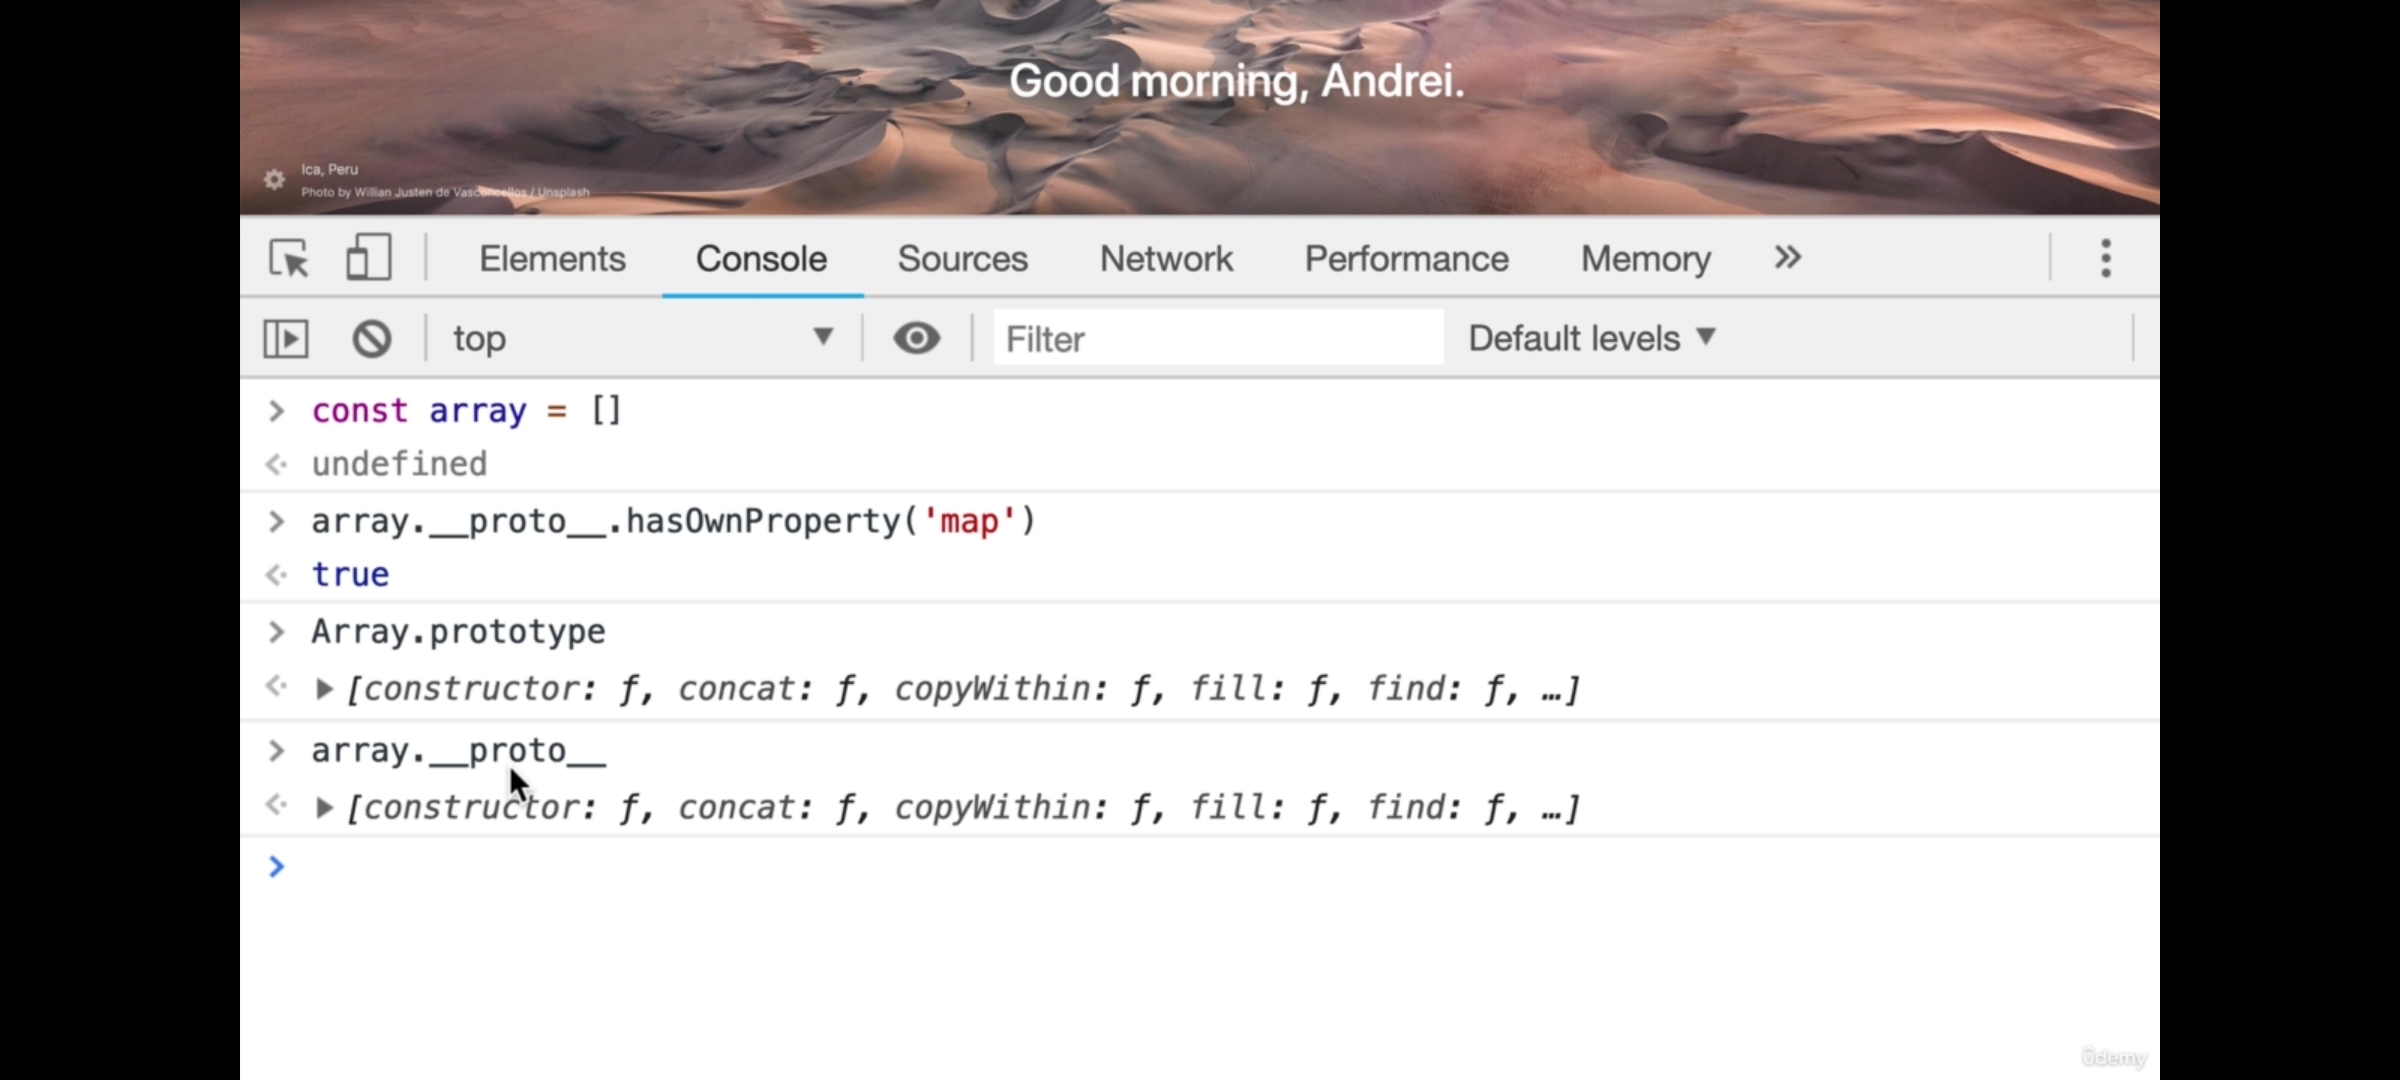 Good morning, Andrei.
Ica, Peru
Photo by Willian Justen de Vasconcellos / Unsplash
Elements Console Sources Network Performance Memory »
top ▼ Filter Default levels ▼
> const array = []
undefined
> array.__proto__.hasOwnProperty('map')
true
> Array.prototype
▶ [constructor: ƒ, concat: ƒ, copyWithin: ƒ, fill: ƒ, find: ƒ, …]
> array.__proto__
▶ [constructor: ƒ, concat: ƒ, copyWithin: ƒ, fill: ƒ, find: ƒ, …]
>
ûdemy